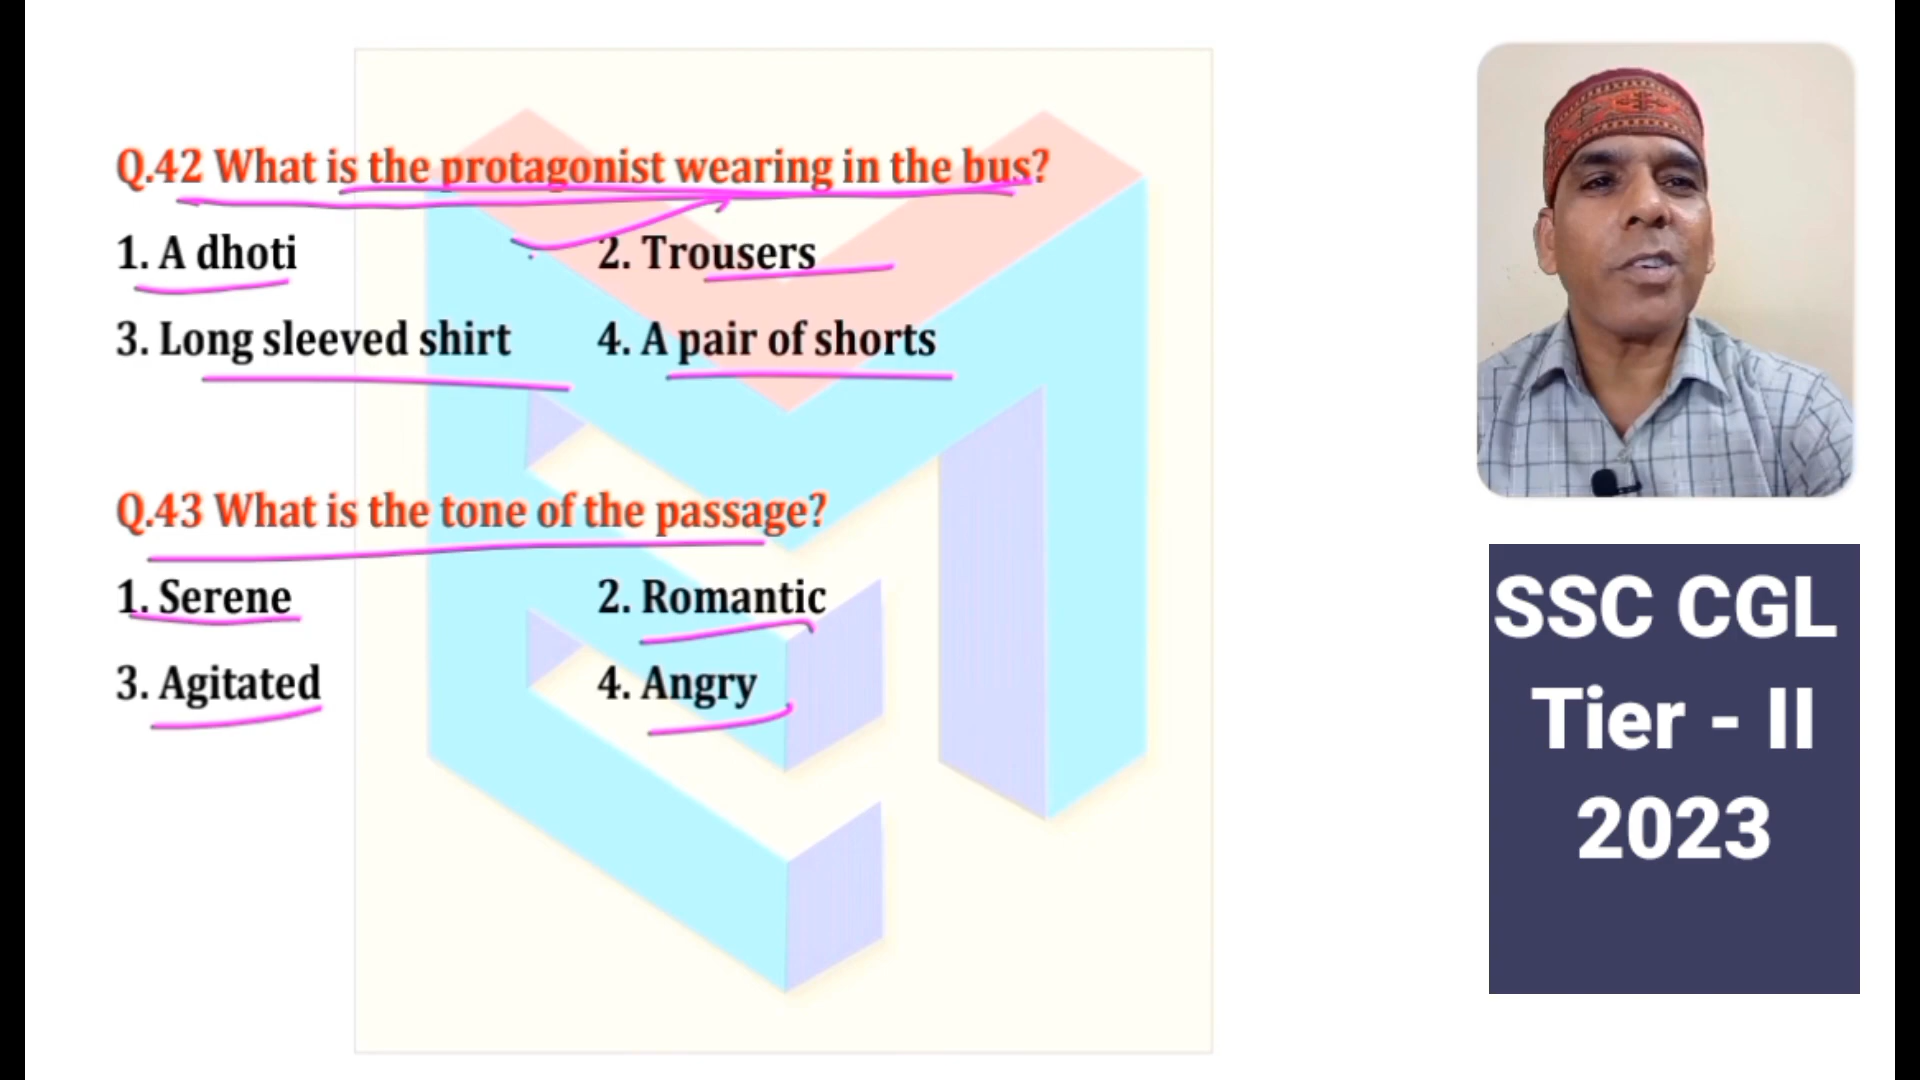 Q.42 What is the protagonist wearing in the bus?
1. A dhoti 2. Trousers
3. Long sleeved shirt 4. A pair of shorts
Q.43 What is the tone of the passage?
1. Serene 2. Romantic
3. Agitated 4. Angry
SSC CGL
Tier - II
2023